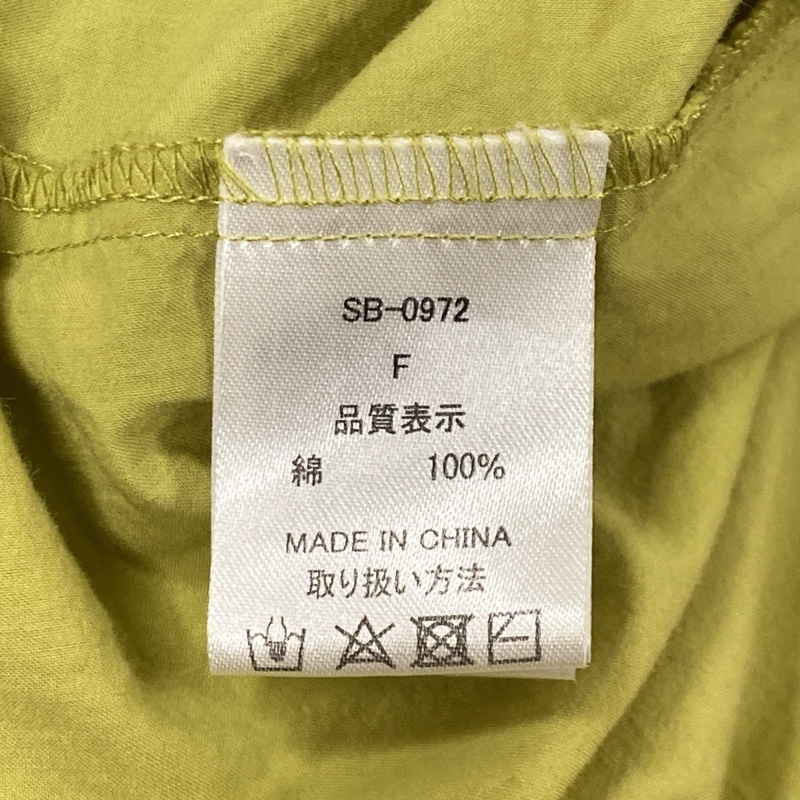 SB-0972
F
品質表示
綿 100%
MADE IN CHINA
取り扱い方法